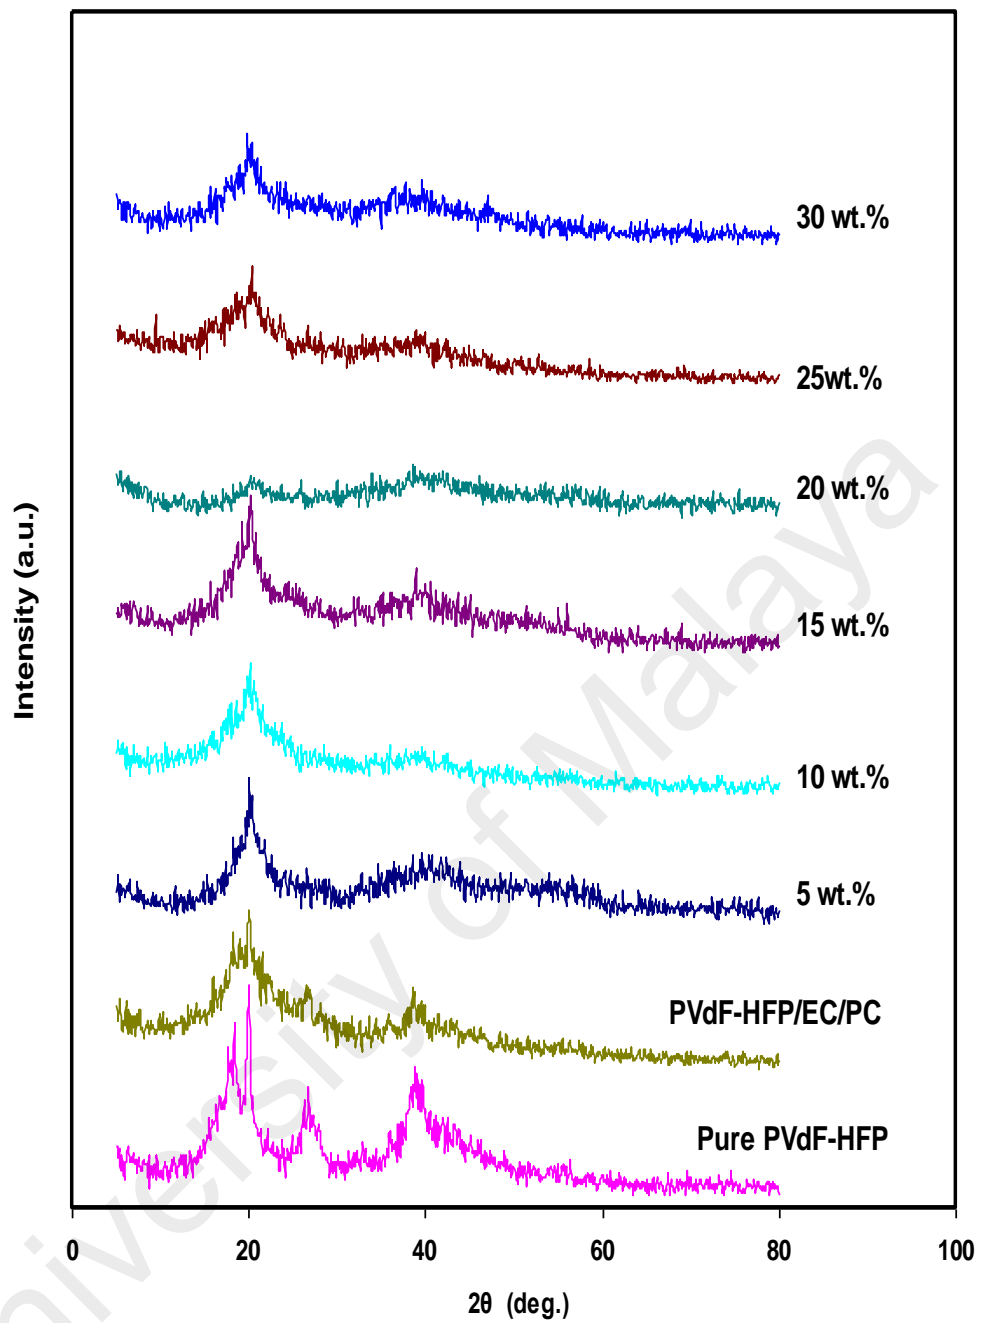 30 wt.%
25wt.%
20 wt.%
15 wt.%
10 wt.%
5 wt.%
PVdF-HFP/EC/PC
Pure PVdF-HFP
Intensity (a.u.)
0 20 40 60 80 100
2θ (deg.)
University of Malaya